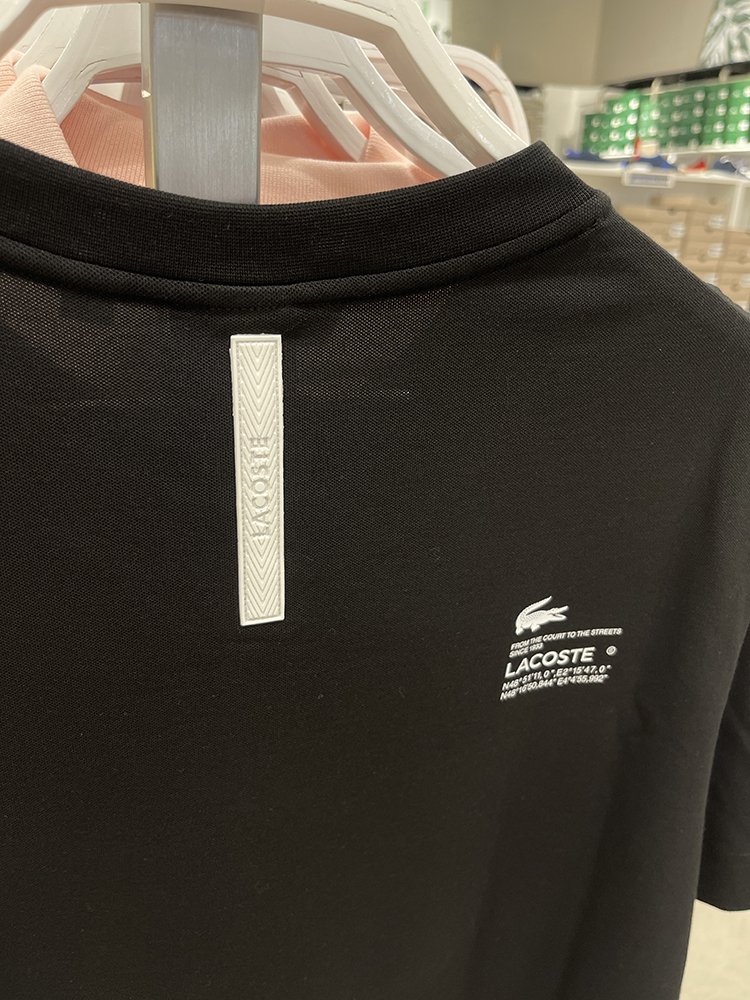 LACOSTE
FROM THE COURT TO THE STREETS
SINCE 1933
LACOSTE ®
N48°51'11,0", E2°15'47,0"
N48°16'50,844" E4°4'55,992"